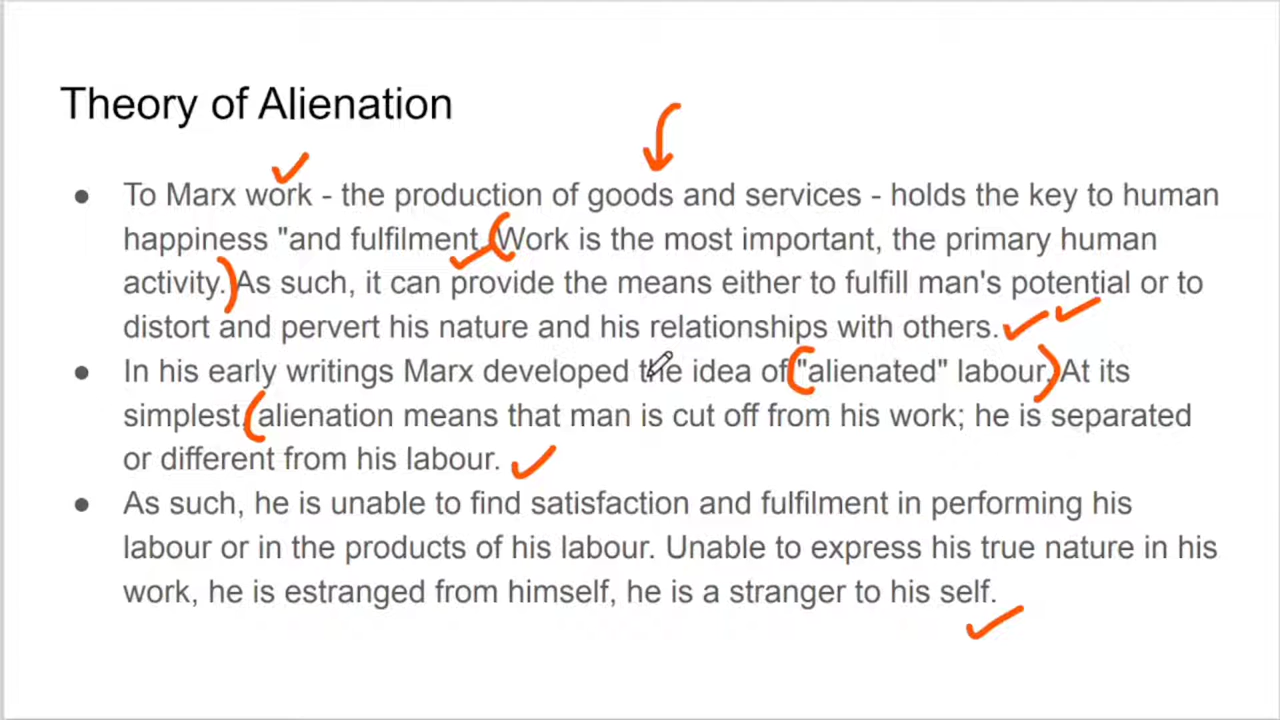 Theory of Alienation
● To Marx work - the production of goods and services - holds the key to human
happiness "and fulfilment. Work is the most important, the primary human
activity. As such, it can provide the means either to fulfill man's potential or to
distort and pervert his nature and his relationships with others.
● In his early writings Marx developed the idea of "alienated" labour. At its
simplest, alienation means that man is cut off from his work; he is separated
or different from his labour.
● As such, he is unable to find satisfaction and fulfilment in performing his
labour or in the products of his labour. Unable to express his true nature in his
work, he is estranged from himself, he is a stranger to his self.